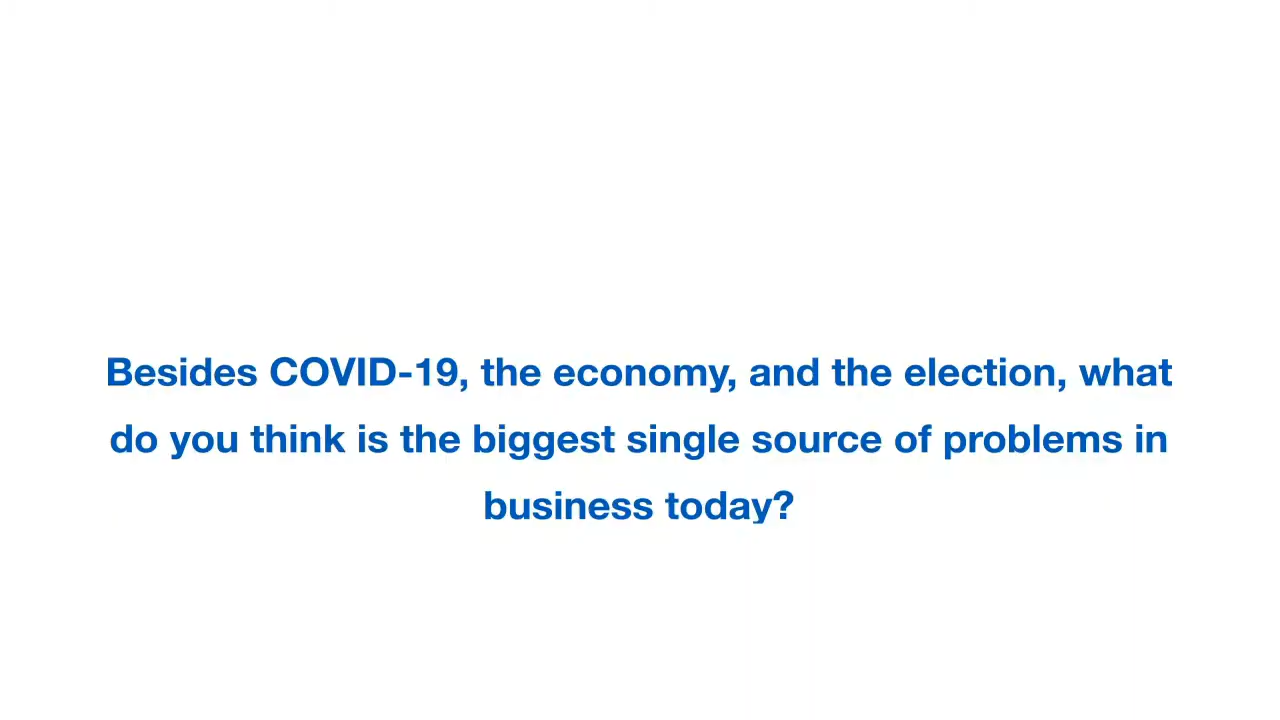 Besides COVID-19, the economy, and the election, what
do you think is the biggest single source of problems in
business today?